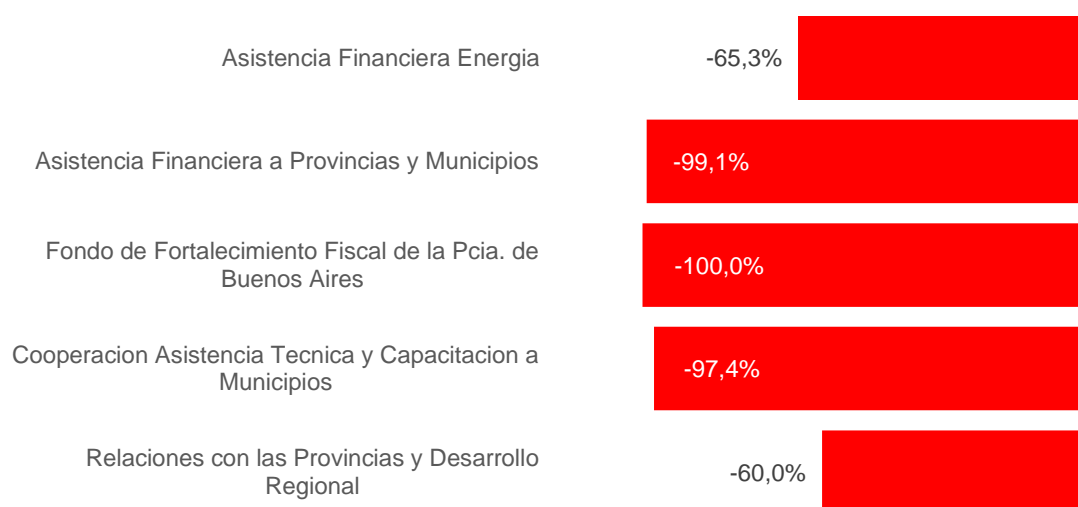 Asistencia Financiera Energia
-65,3%
Asistencia Financiera a Provincias y Municipios
-99,1%
Fondo de Fortalecimiento Fiscal de la Pcia. de
Buenos Aires
-100,0%
Cooperacion Asistencia Tecnica y Capacitacion a
Municipios
-97,4%
Relaciones con las Provincias y Desarrollo
Regional
-60,0%